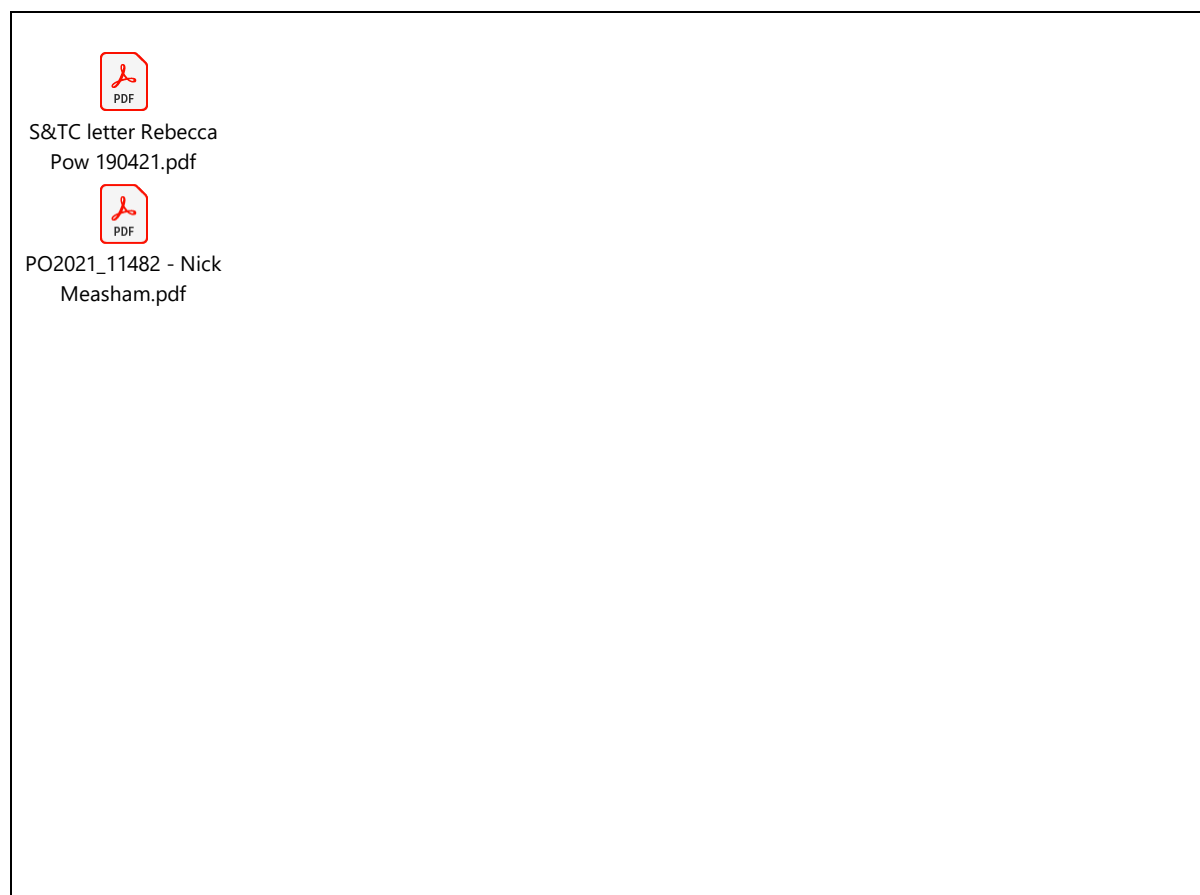 PDF
S&TC letter Rebecca
Pow 190421.pdf
PDF
PO2021_11482 - Nick
Measham.pdf